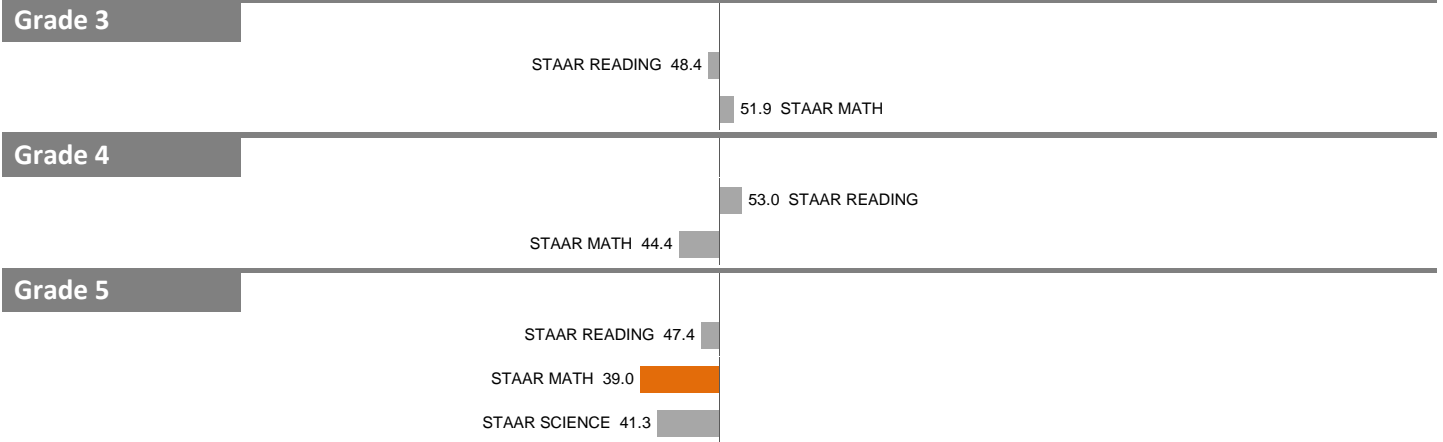 Grade 3
STAAR READING 48.4
51.9 STAAR MATH
Grade 4
53.0 STAAR READING
STAAR MATH 44.4
Grade 5
STAAR READING 47.4
STAAR MATH 39.0
STAAR SCIENCE 41.3